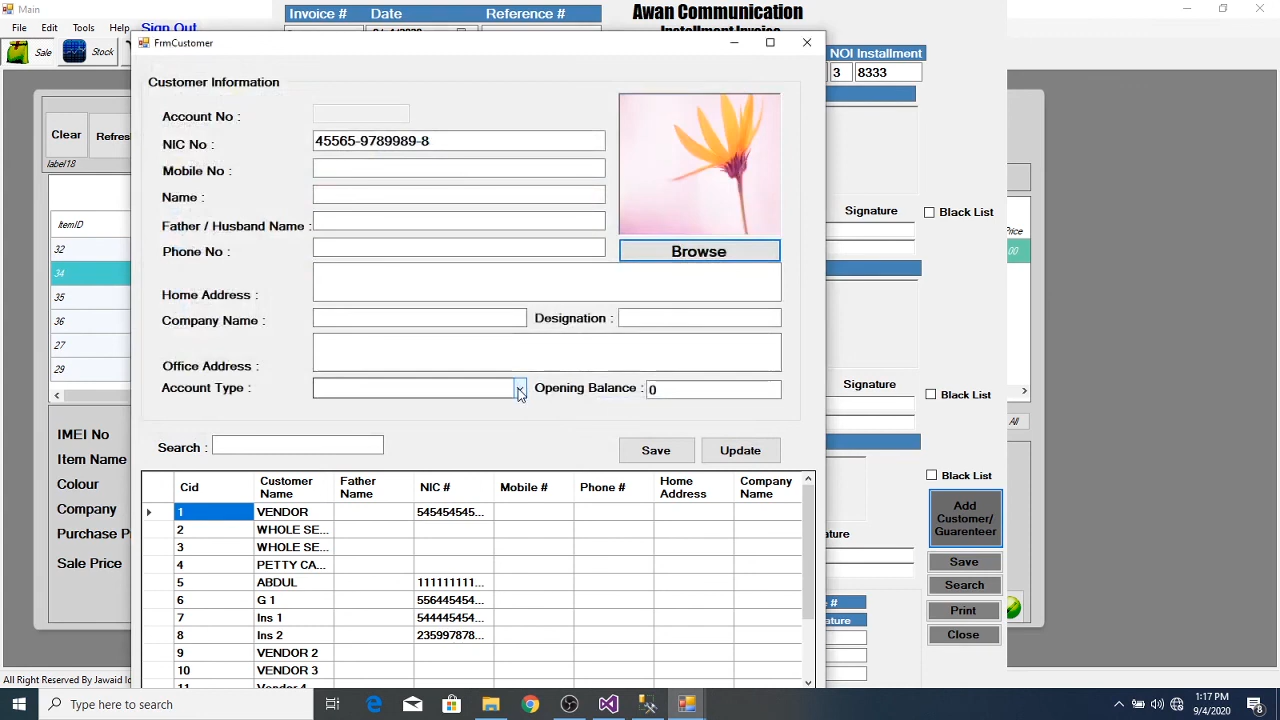 Main
Invoice # Date Reference # Awan Communication
File Edit Tools Help Sign Out
Sale Stock
FrmCustomer
NOI Installment
3 8333
Customer Information
Account No :
NIC No : 45565-9789989-8
Mobile No :
Name :
Father / Husband Name :
Phone No :
Browse
Home Address :
Company Name : Designation :
Office Address :
Account Type : Opening Balance : 0
Search : Save Update
Cid Customer Name Father Name NIC # Mobile # Phone # Home Address Company Name
1 VENDOR 545454545...
2 WHOLE SE...
3 WHOLE SE...
4 PETTY CA...
5 ABDUL 111111111...
6 G 1 556445454...
7 Ins 1 544445454...
8 Ins 2 235997878...
9 VENDOR 2
10 VENDOR 3
Clear Refres
label18
ItemID
32
34
35
36
27
29
IMEI No
Item Name
Colour
Company
Purchase P
Sale Price
Signature Black List
Signature Black List
Black List
All
Add Customer/ Guarenteer
Save
Search
Print
Close
All Right Reserved By Jo
Type here to search
1:17 PM
9/4/2020